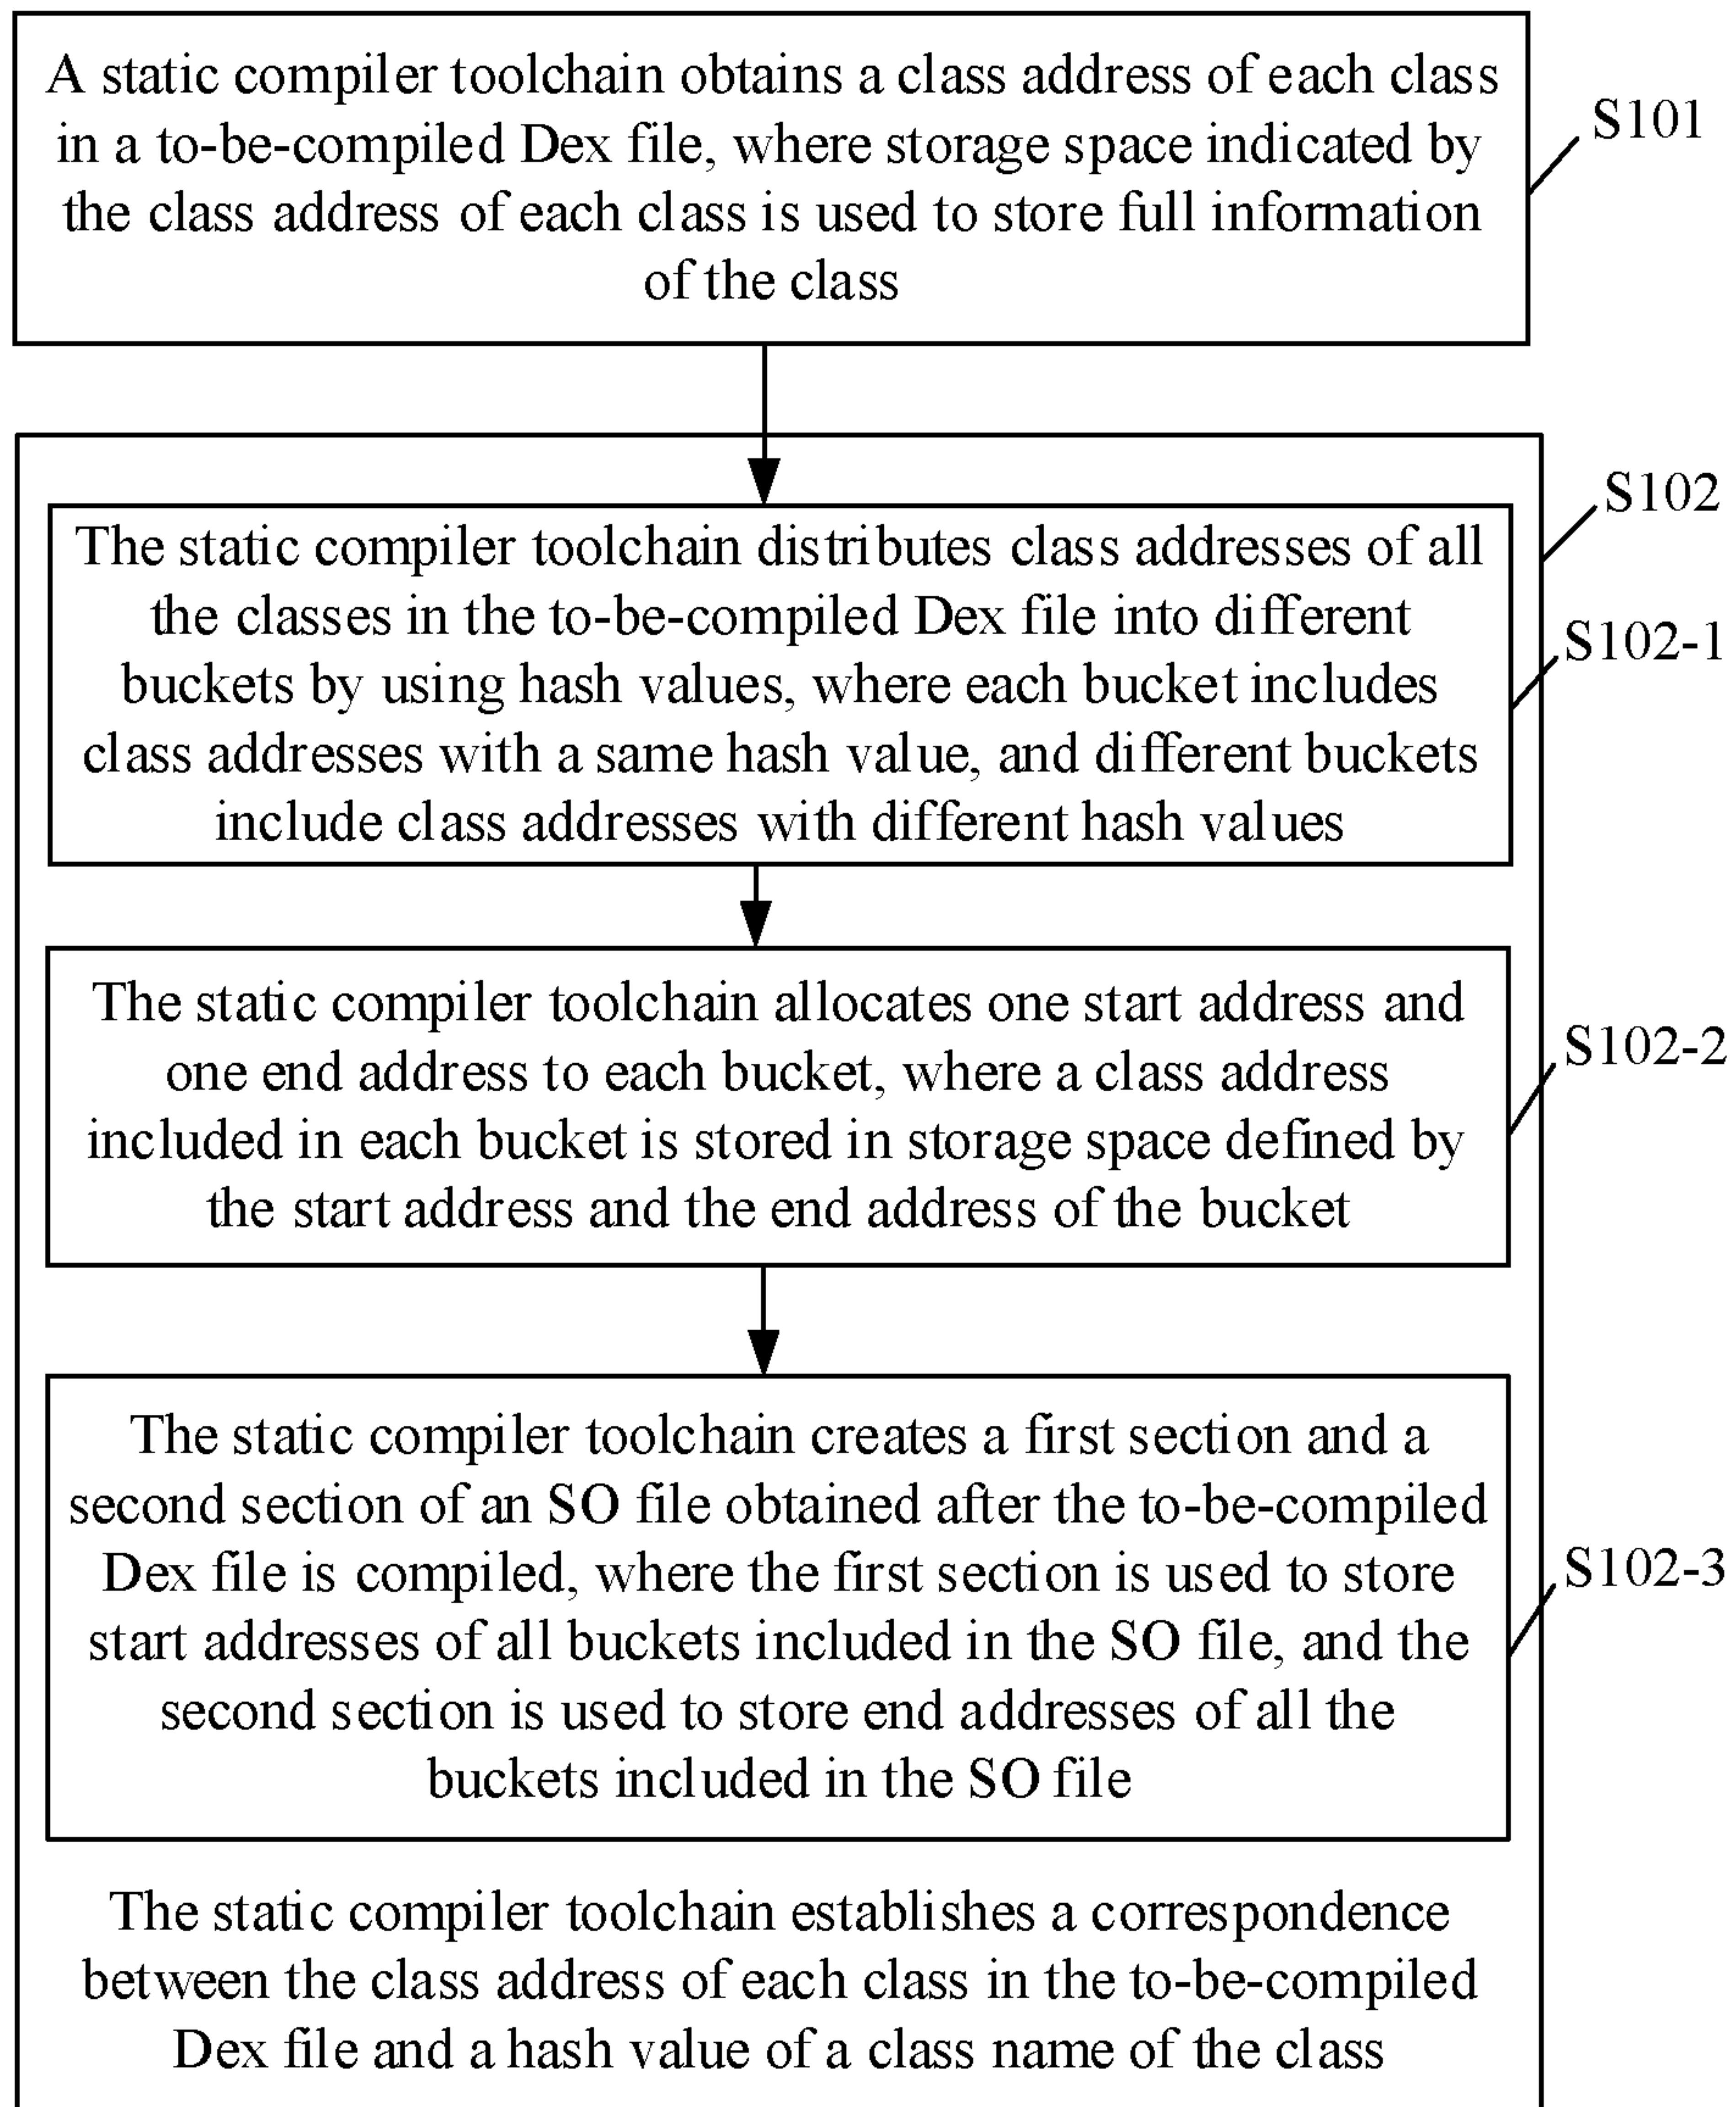 A static compiler toolchain obtains a class address of each class
in a to-be-compiled Dex file, where storage space indicated by
the class address of each class is used to store full information
of the class
S101
S102
The static compiler toolchain distributes class addresses of all
the classes in the to-be-compiled Dex file into different
buckets by using hash values, where each bucket includes
class addresses with a same hash value, and different buckets
include class addresses with different hash values
S102-1
The static compiler toolchain allocates one start address and
one end address to each bucket, where a class address
included in each bucket is stored in storage space defined by
the start address and the end address of the bucket
S102-2
The static compiler toolchain creates a first section and a
second section of an SO file obtained after the to-be-compiled
Dex file is compiled, where the first section is used to store
start addresses of all buckets included in the SO file, and the
second section is used to store end addresses of all the
buckets included in the SO file
S102-3
The static compiler toolchain establishes a correspondence
between the class address of each class in the to-be-compiled
Dex file and a hash value of a class name of the class